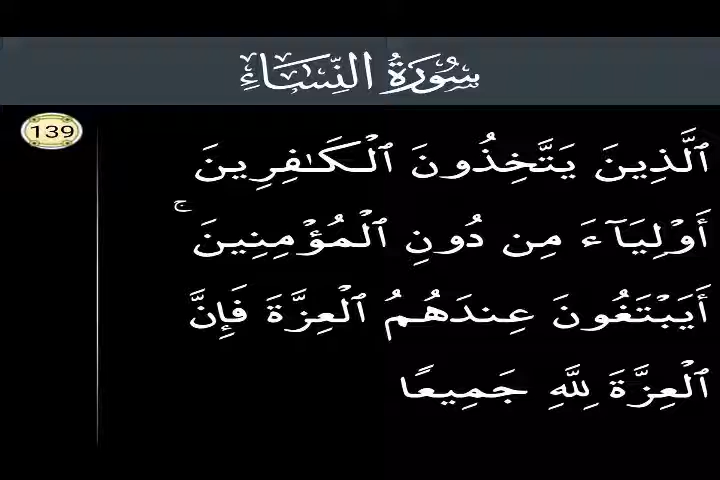 سُورَةُ النِّسَاءِ
139
ٱلَّذِينَ يَتَّخِذُونَ ٱلْكَـٰفِرِينَ
أَوْلِيَآءَ مِن دُونِ ٱلْمُؤْمِنِينَ ۚ
أَيَبْتَغُونَ عِندَهُمُ ٱلْعِزَّةَ فَإِنَّ
ٱلْعِزَّةَ لِلَّهِ جَمِيعًا